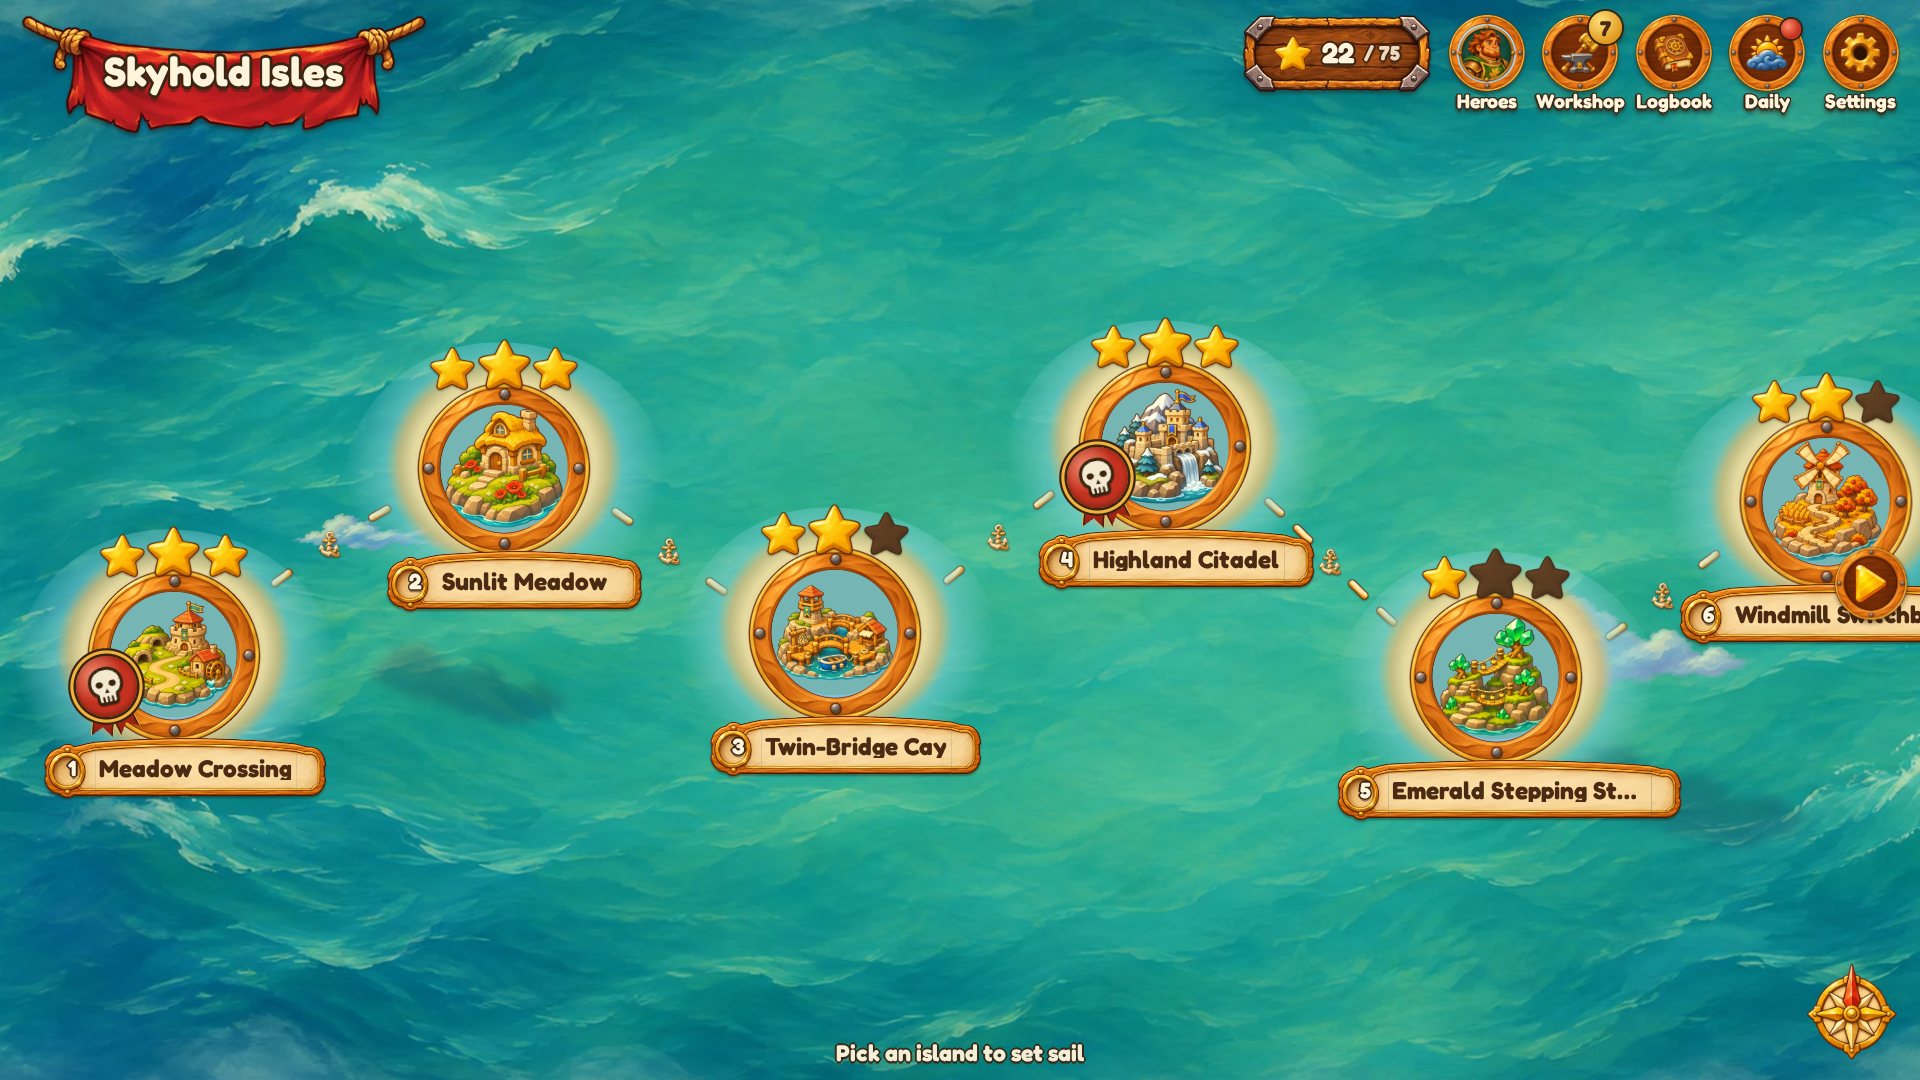 Skyhold Isles
22 / 75
7
Heroes
Workshop
Logbook
Daily
Settings
4 Highland Citadel
2 Sunlit Meadow
6 Windmill
3 Twin-Bridge Cay
1 Meadow Crossing
5 Emerald Stepping St...
Pick an island to set sail